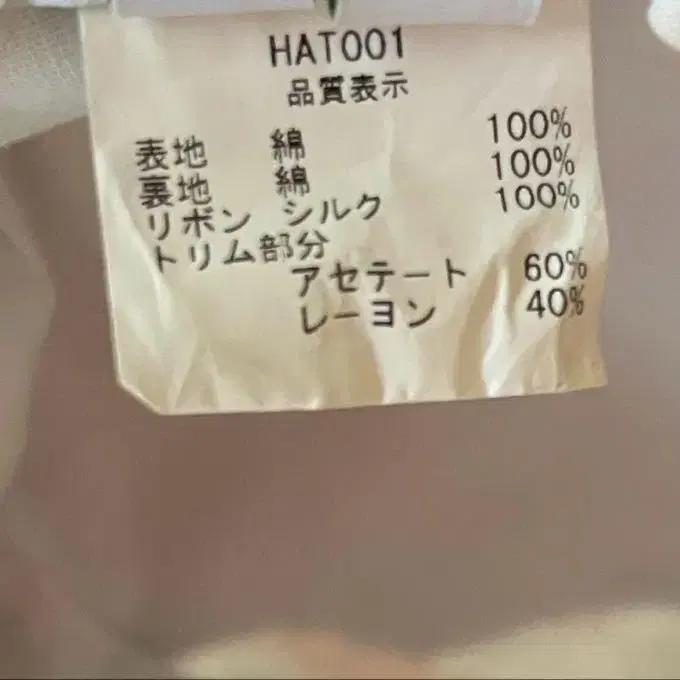 HAT001
品質表示
表地 綿 100%
裏地 綿 100%
リボン シルク 100%
トリム部分
アセテート 60%
レーヨン 40%